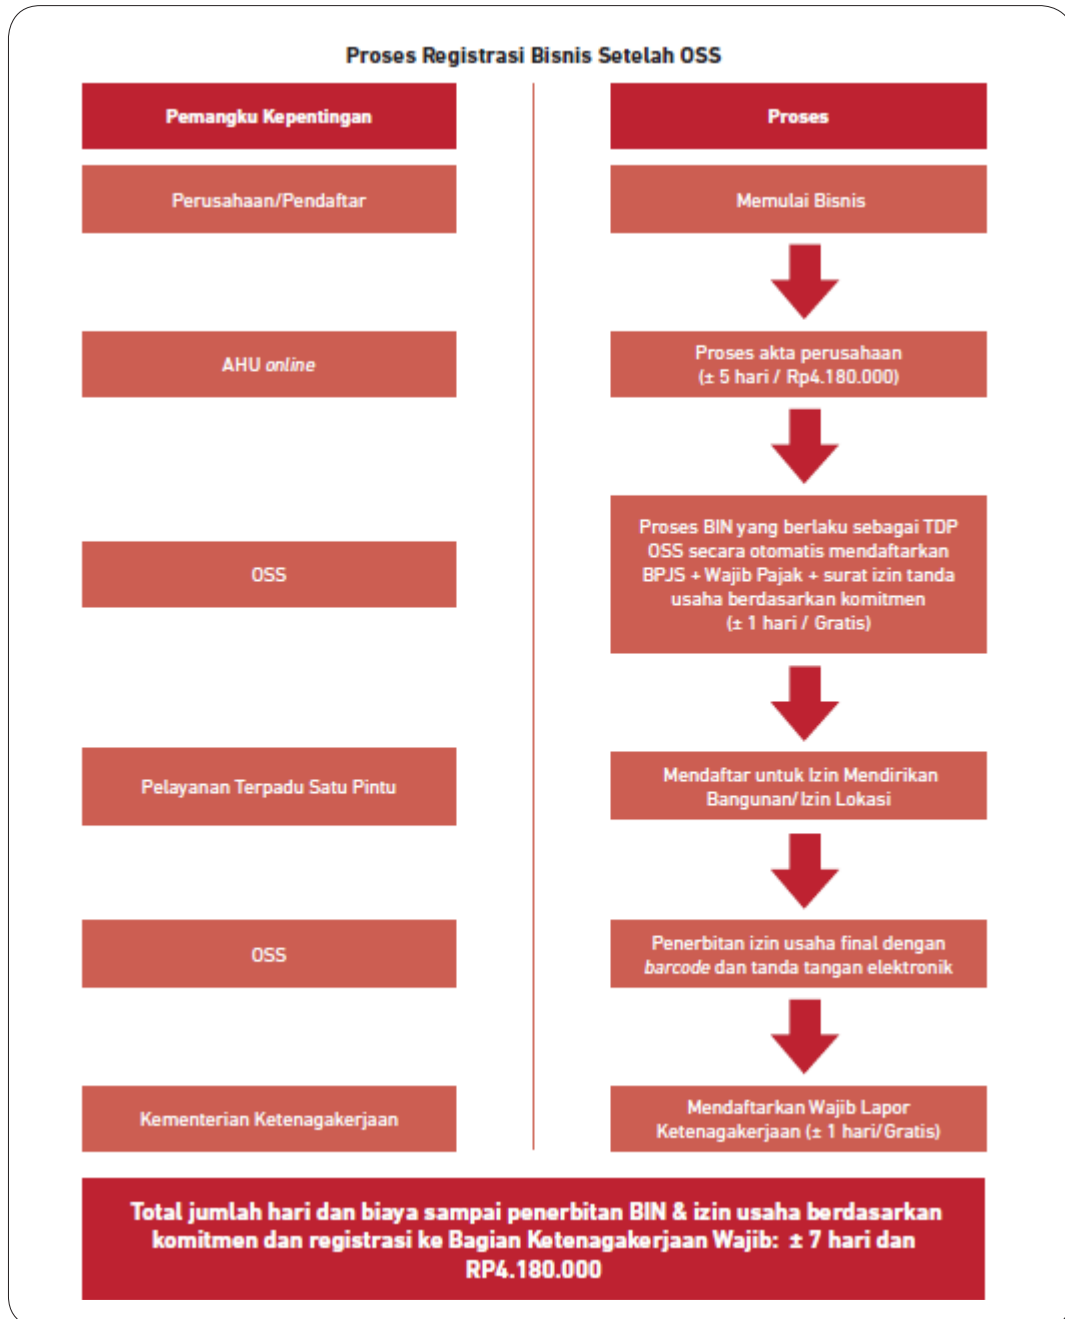 Proses Registrasi Bisnis Setelah OSS
Pemangku Kepentingan
Proses
Perusahaan/Pendaftar
Memulai Bisnis
AHU online
Proses akta perusahaan
(± 5 hari / Rp4.180.000)
OSS
Proses BIN yang berlaku sebagai TDP
OSS secara otomatis mendaftarkan
BPJS + Wajib Pajak + surat izin tanda
usaha berdasarkan komitmen
(± 1 hari / Gratis)
Pelayanan Terpadu Satu Pintu
Mendaftar untuk Izin Mendirikan
Bangunan/Izin Lokasi
OSS
Penerbitan izin usaha final dengan
barcode dan tanda tangan elektronik
Kementerian Ketenagakerjaan
Mendaftarkan Wajib Lapor
Ketenagakerjaan (± 1 hari/Gratis)
Total jumlah hari dan biaya sampai penerbitan BIN & izin usaha berdasarkan
komitmen dan registrasi ke Bagian Ketenagakerjaan Wajib: ± 7 hari dan
RP4.180.000